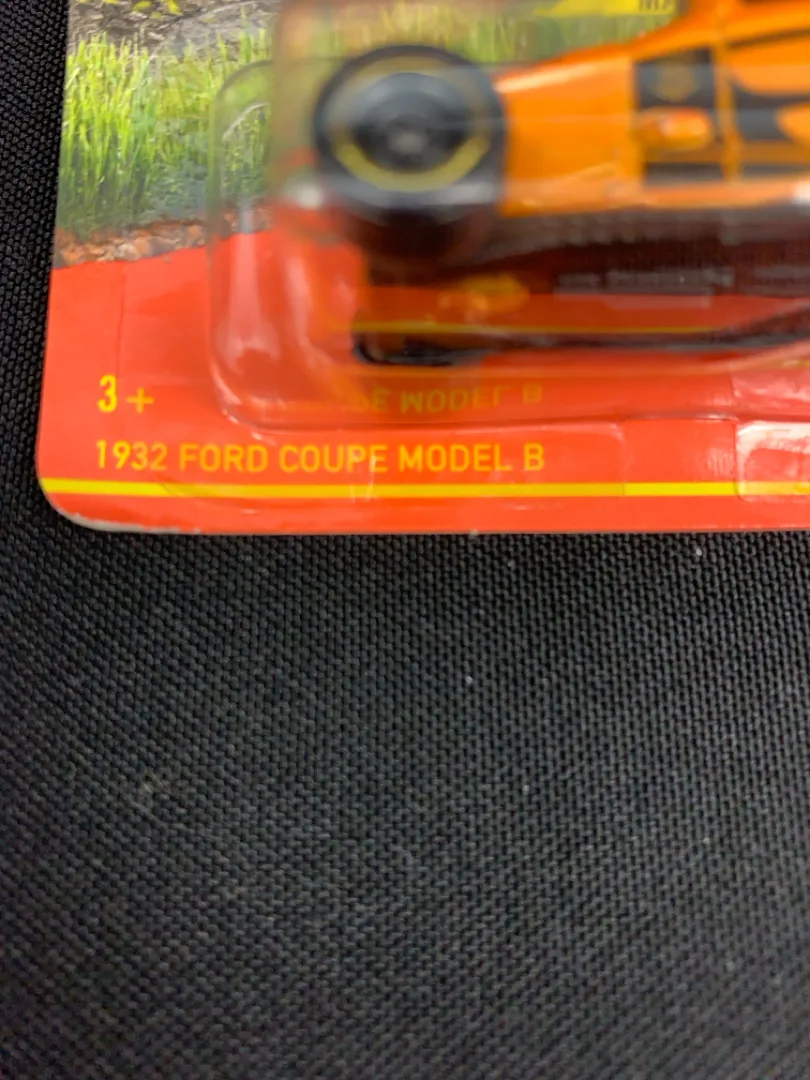 3+
1932 FORD COUPE MODEL B